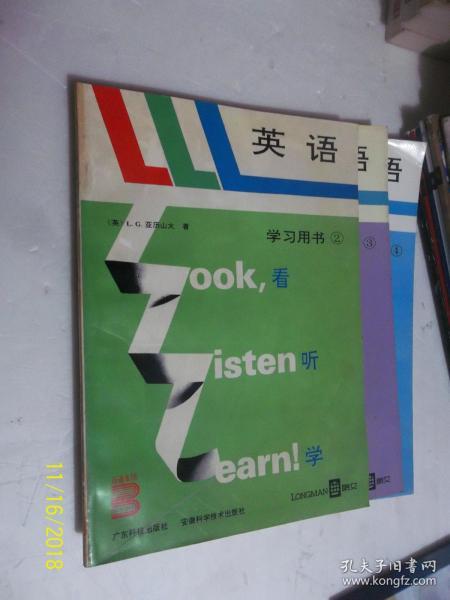 英语
语
语
(英) L. G. 亚历山大 著
学习用书 ②
③
④
Look, 看
Listen 听
Learn! 学
LONGMAN 朗文
朗文
广东科技出版社 安徽科学技术出版社
11/16/2018
孔夫子旧书网
kongfz.com